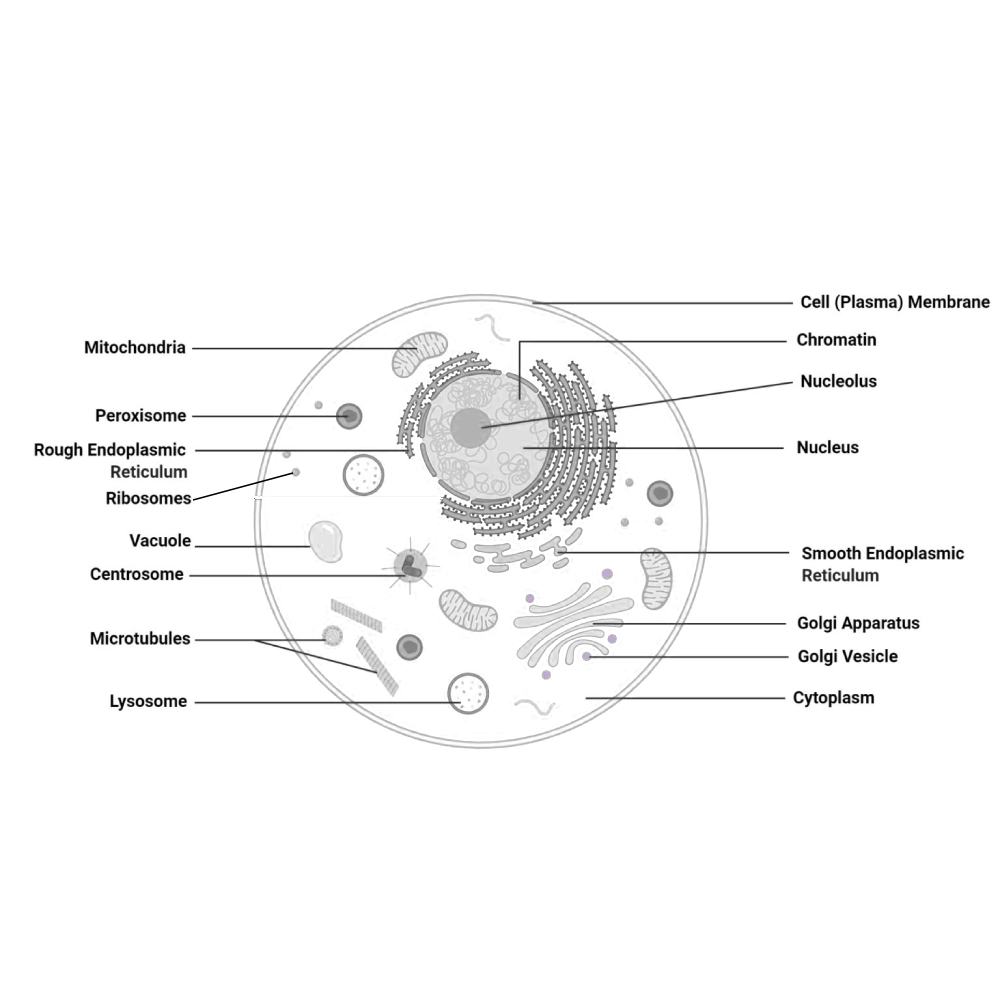 Cell (Plasma) Membrane
Chromatin
Mitochondria
Nucleolus
Peroxisome
Nucleus
Rough Endoplasmic
Reticulum
Ribosomes
Vacuole
Smooth Endoplasmic
Reticulum
Centrosome
Golgi Apparatus
Microtubules
Golgi Vesicle
Cytoplasm
Lysosome